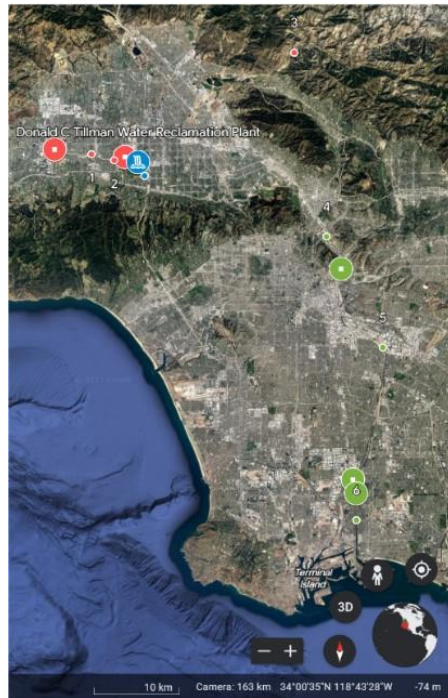 3
Donald C Tillman Water Reclamation Plant
1
2
4
5
6
Terminal
Island
3D
10 km
Camera: 163 km
34°00'35"N 118°43'28"W
-74 m